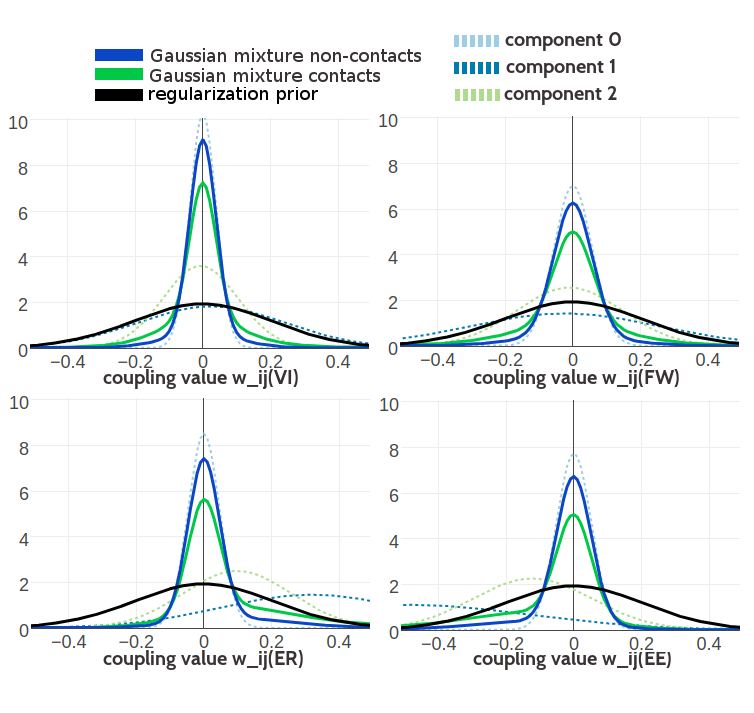 Gaussian mixture non-contacts
Gaussian mixture contacts
regularization prior
component 0
component 1
component 2
10
8
6
4
2
0
−0.4 −0.2 0 0.2 0.4
coupling value w_ij(VI)
10
8
6
4
2
0
−0.4 −0.2 0 0.2 0.4
coupling value w_ij(FW)
10
8
6
4
2
0
−0.4 −0.2 0 0.2 0.4
coupling value w_ij(ER)
10
8
6
4
2
0
−0.4 −0.2 0 0.2 0.4
coupling value w_ij(EE)